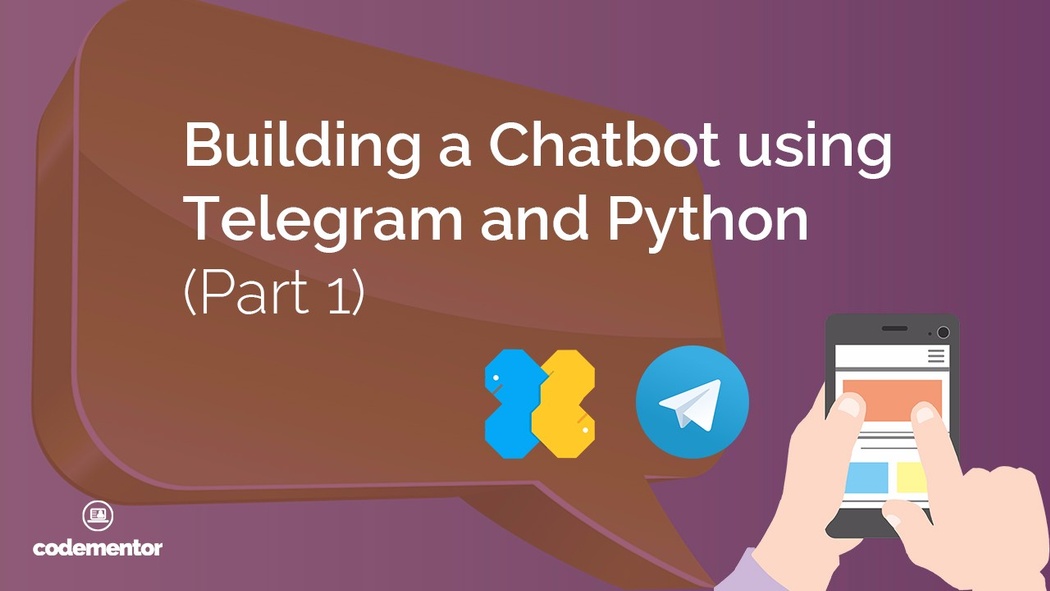 Building a Chatbot using
Telegram and Python
(Part 1)
codementor